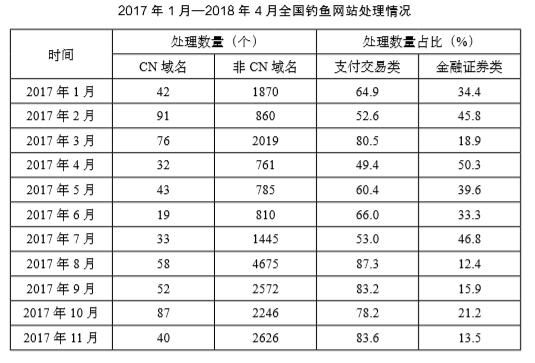 2017 年 1 月—2018 年 4 月全国钓鱼网站处理情况
时间 处理数量（个） 处理数量占比（%）
CN 域名 非 CN 域名 支付交易类 金融证券类
2017 年 1 月 42 1870 64.9 34.4
2017 年 2 月 91 860 52.6 45.8
2017 年 3 月 76 2019 80.5 18.9
2017 年 4 月 32 761 49.4 50.3
2017 年 5 月 43 785 60.4 39.6
2017 年 6 月 19 810 66.0 33.3
2017 年 7 月 33 1445 53.0 46.8
2017 年 8 月 58 4675 87.3 12.4
2017 年 9 月 52 2572 83.2 15.9
2017 年 10 月 87 2246 78.2 21.2
2017 年 11 月 40 2626 83.6 13.5